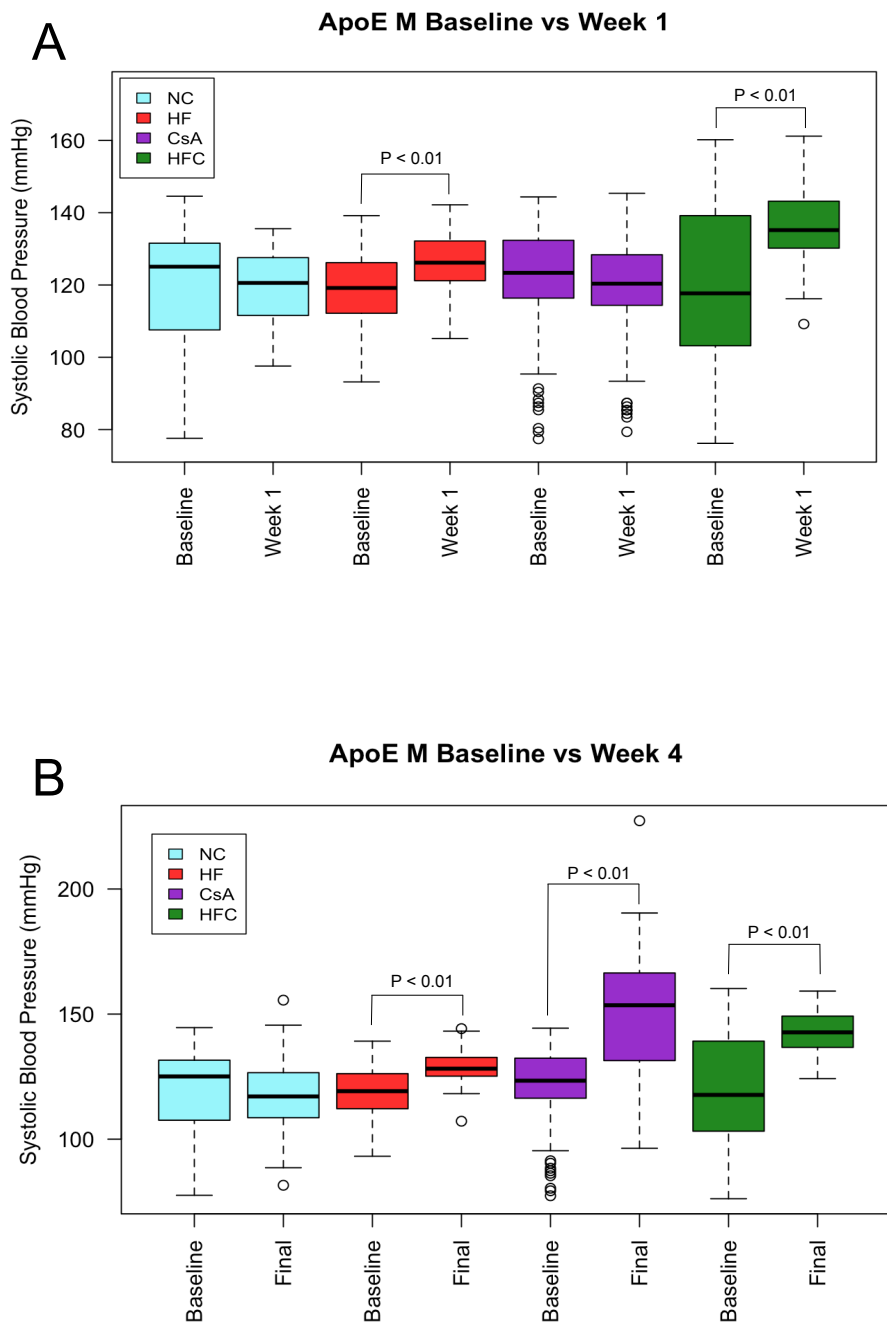 A
ApoE M Baseline vs Week 1
Systolic Blood Pressure (mmHg)
NC
HF
CsA
HFC
P < 0.01
P < 0.01
160
140
120
100
80
Baseline
Week 1
Baseline
Week 1
Baseline
Week 1
Baseline
Week 1
B
ApoE M Baseline vs Week 4
Systolic Blood Pressure (mmHg)
NC
HF
CsA
HFC
P < 0.01
P < 0.01
P < 0.01
200
150
100
Baseline
Final
Baseline
Final
Baseline
Final
Baseline
Final